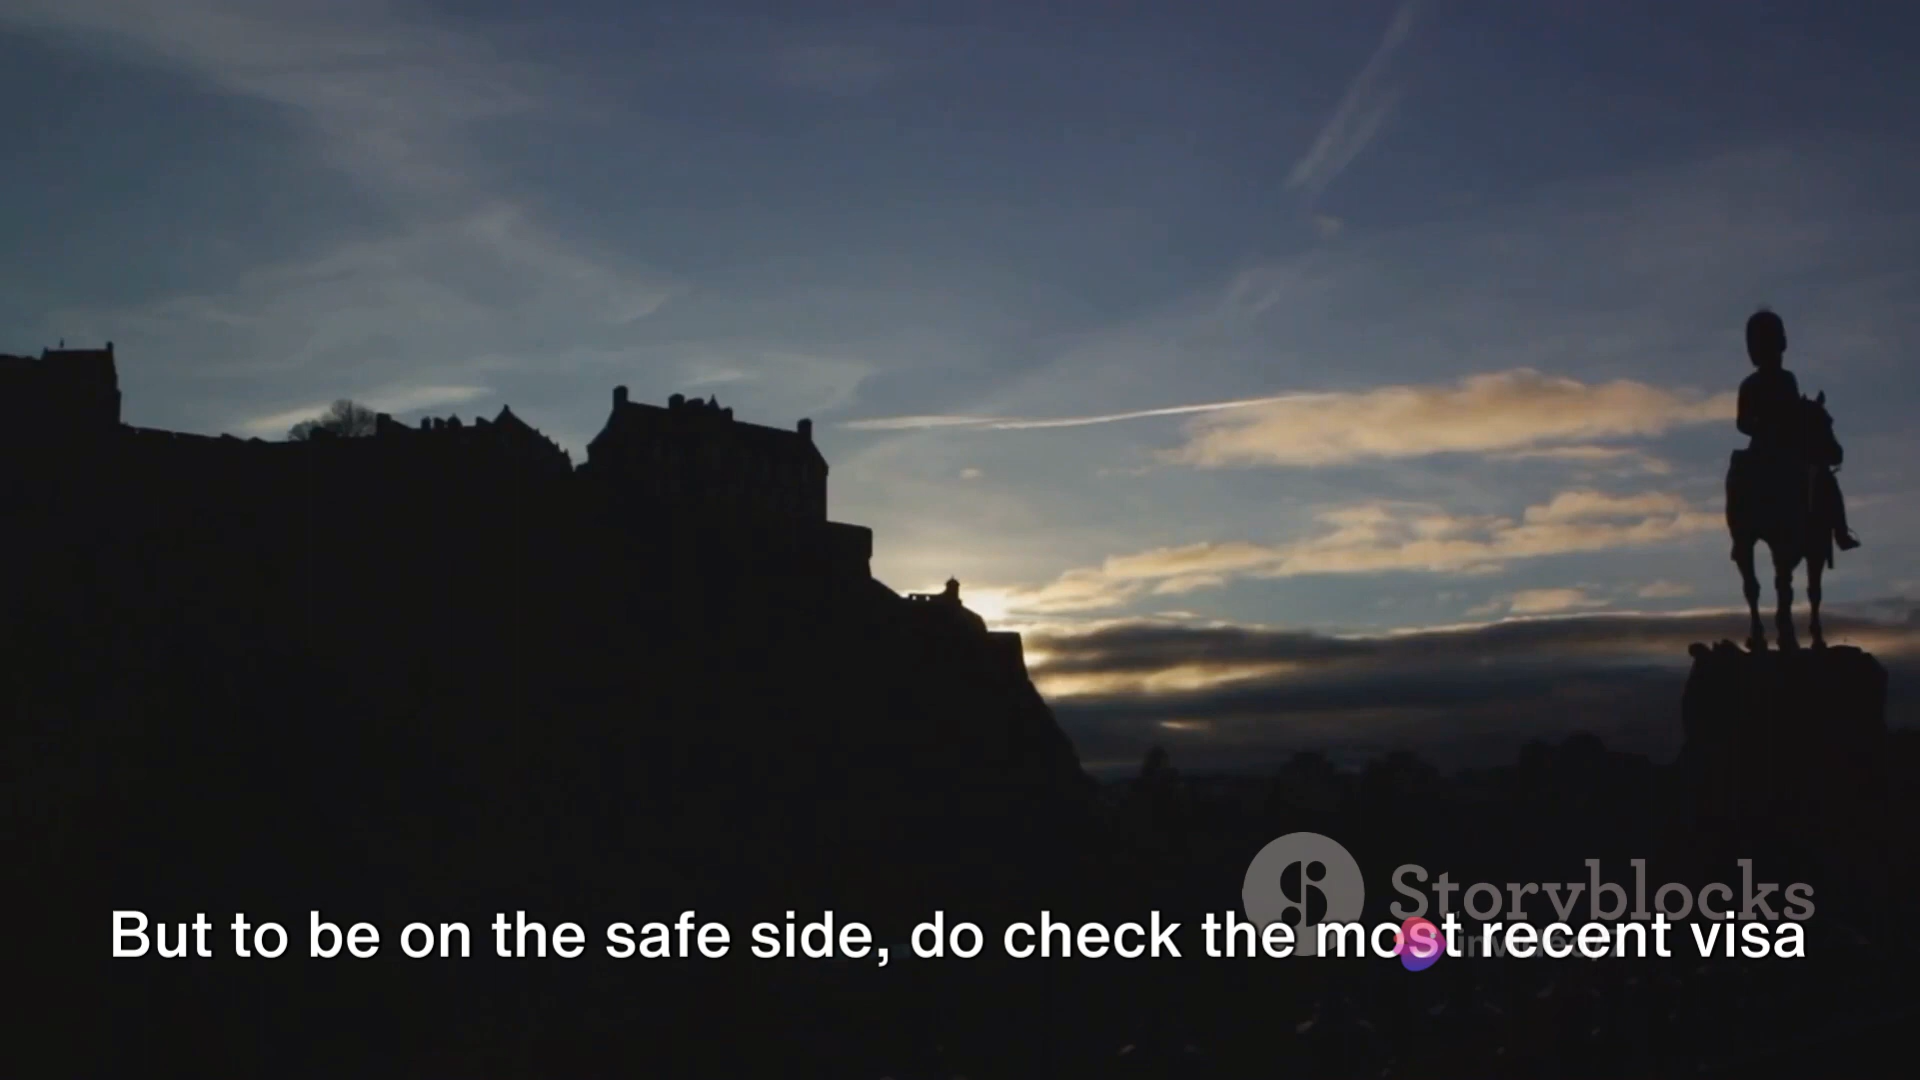 Storyblocks
But to be on the safe side, do check the most recent visa